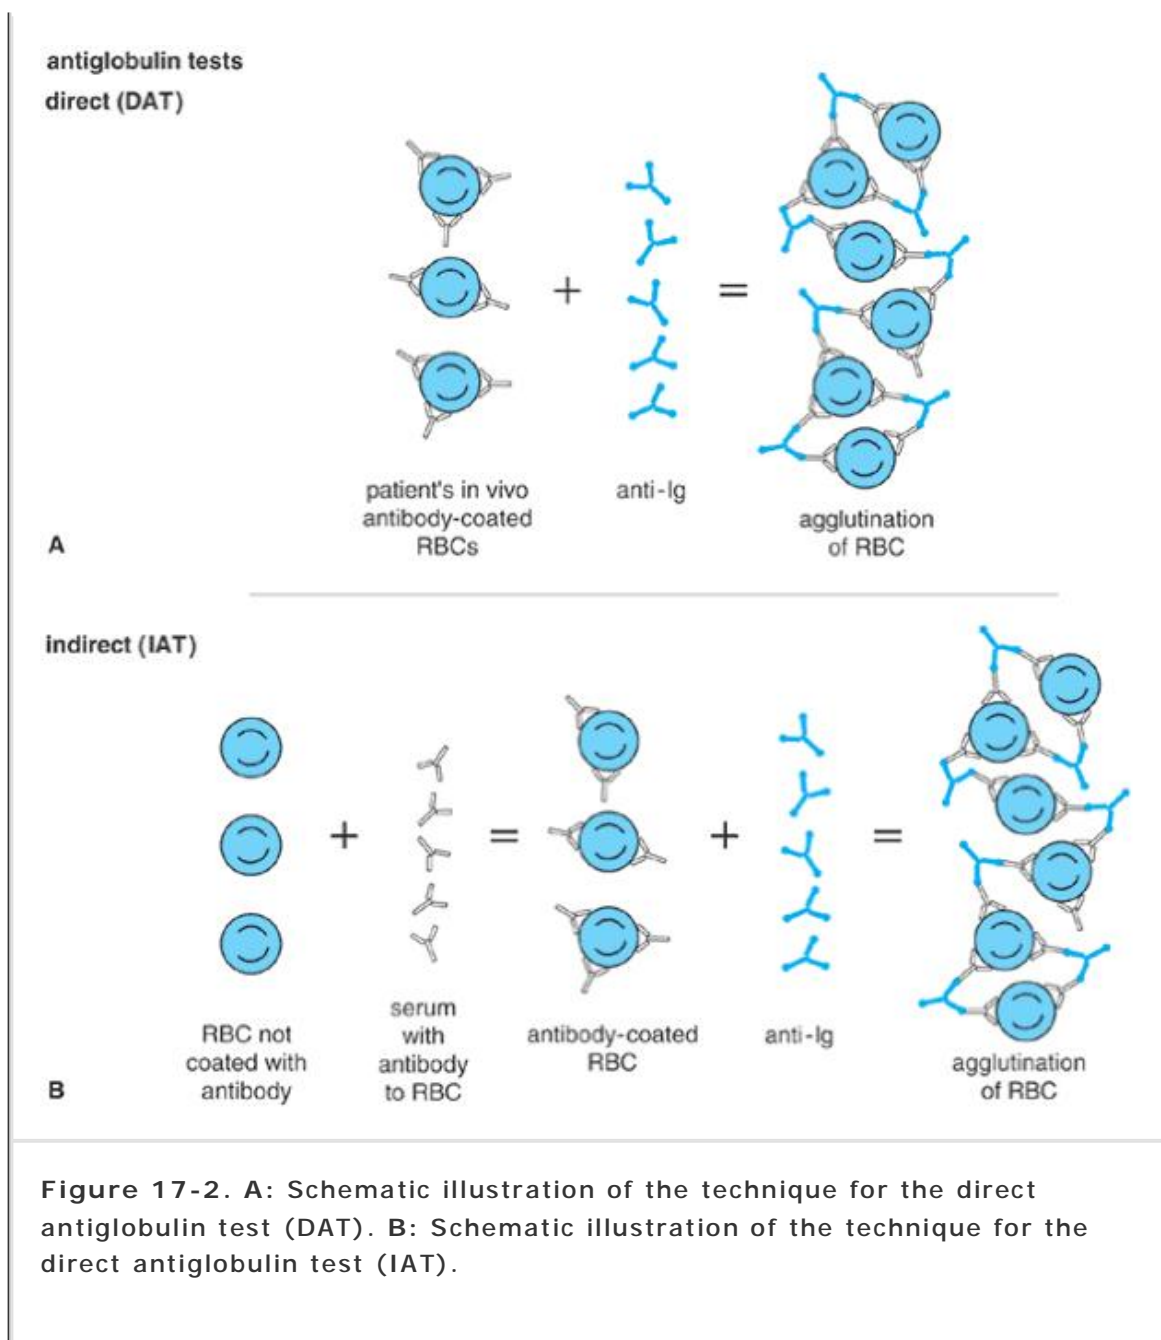 antiglobulin tests
direct (DAT)
+
=
patient's in vivo
antibody-coated
RBCs
anti-Ig
agglutination
of RBC
A
indirect (IAT)
+
=
+
=
RBC not
coated with
antibody
serum
with
antibody
to RBC
antibody-coated
RBC
anti-Ig
agglutination
of RBC
B
Figure 17-2. A: Schematic illustration of the technique for the direct
antiglobulin test (DAT). B: Schematic illustration of the technique for the
direct antiglobulin test (IAT).